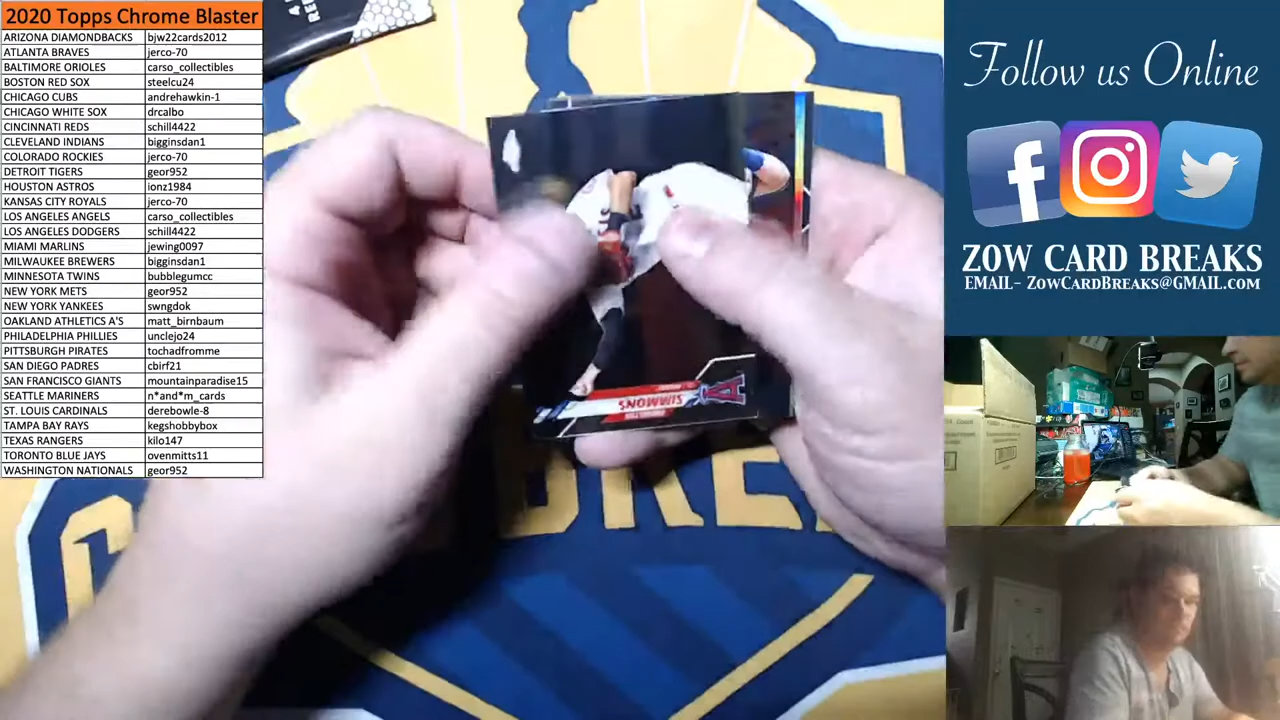 2020 Topps Chrome Blaster
ARIZONA DIAMONDBACKS bjw22cards2012
ATLANTA BRAVES jerco-70
BALTIMORE ORIOLES carso_collectibles
BOSTON RED SOX steelcu24
CHICAGO CUBS andrehawkin-1
CHICAGO WHITE SOX drcalbo
CINCINNATI REDS schill4422
CLEVELAND INDIANS bigginsdan1
COLORADO ROCKIES jerco-70
DETROIT TIGERS geor952
HOUSTON ASTROS ionz1984
KANSAS CITY ROYALS jerco-70
LOS ANGELES ANGELS carso_collectibles
LOS ANGELES DODGERS schill4422
MIAMI MARLINS jewing0097
MILWAUKEE BREWERS bigginsdan1
MINNESOTA TWINS bubblegumcc
NEW YORK METS geor952
NEW YORK YANKEES swngdok
OAKLAND ATHLETICS A'S matt_birnbaum
PHILADELPHIA PHILLIES unclejo24
PITTSBURGH PIRATES tochadfromme
SAN DIEGO PADRES cbirf21
SAN FRANCISCO GIANTS mountainparadise15
SEATTLE MARINERS n*and*m_cards
ST. LOUIS CARDINALS derebowle-8
TAMPA BAY RAYS kegshobbybox
TEXAS RANGERS kilo147
TORONTO BLUE JAYS ovenmitts11
WASHINGTON NATIONALS geor952
SIMMONS
Follow us Online
ZOW CARD BREAKS
EMAIL- ZOWCARDBREAKS@GMAIL.COM